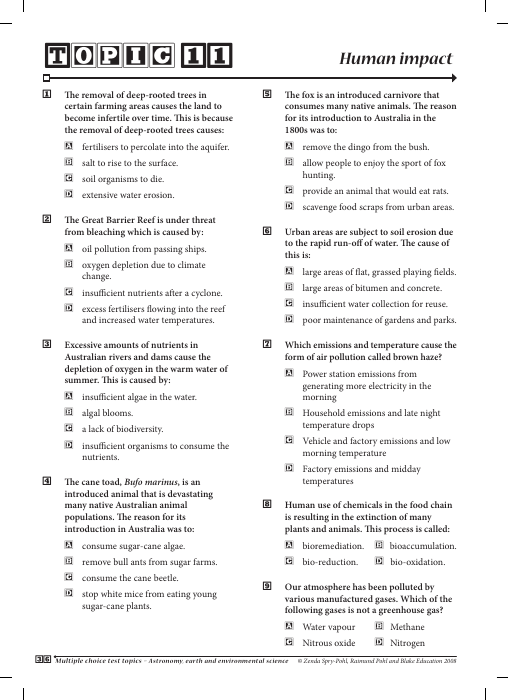 TOPIC 11
Human impact
1 The removal of deep-rooted trees in
certain farming areas causes the land to
become infertile over time. This is because
the removal of deep-rooted trees causes:
A fertilisers to percolate into the aquifer.
B salt to rise to the surface.
C soil organisms to die.
D extensive water erosion.
2 The Great Barrier Reef is under threat
from bleaching which is caused by:
A oil pollution from passing ships.
B oxygen depletion due to climate
change.
C insufficient nutrients after a cyclone.
D excess fertilisers flowing into the reef
and increased water temperatures.
3 Excessive amounts of nutrients in
Australian rivers and dams cause the
depletion of oxygen in the warm water of
summer. This is caused by:
A insufficient algae in the water.
B algal blooms.
C a lack of biodiversity.
D insufficient organisms to consume the
nutrients.
4 The cane toad, Bufo marinus, is an
introduced animal that is devastating
many native Australian animal
populations. The reason for its
introduction in Australia was to:
A consume sugar-cane algae.
B remove bull ants from sugar farms.
C consume the cane beetle.
D stop white mice from eating young
sugar-cane plants.
5 The fox is an introduced carnivore that
consumes many native animals. The reason
for its introduction to Australia in the
1800s was to:
A remove the dingo from the bush.
B allow people to enjoy the sport of fox
hunting.
C provide an animal that would eat rats.
D scavenge food scraps from urban areas.
6 Urban areas are subject to soil erosion due
to the rapid run-off of water. The cause of
this is:
A large areas of flat, grassed playing fields.
B large areas of bitumen and concrete.
C insufficient water collection for reuse.
D poor maintenance of gardens and parks.
7 Which emissions and temperature cause the
form of air pollution called brown haze?
A Power station emissions from
generating more electricity in the
morning
B Household emissions and late night
temperature drops
C Vehicle and factory emissions and low
morning temperature
D Factory emissions and midday
temperatures
8 Human use of chemicals in the food chain
is resulting in the extinction of many
plants and animals. This process is called:
A bioremediation. B bioaccumulation.
C bio-reduction. D bio-oxidation.
9 Our atmosphere has been polluted by
various manufactured gases. Which of the
following gases is not a greenhouse gas?
A Water vapour B Methane
C Nitrous oxide D Nitrogen
36 Multiple choice test topics – Astronomy, earth and environmental science © Zenda Spry-Pohl, Raimund Pohl and Blake Education 2008